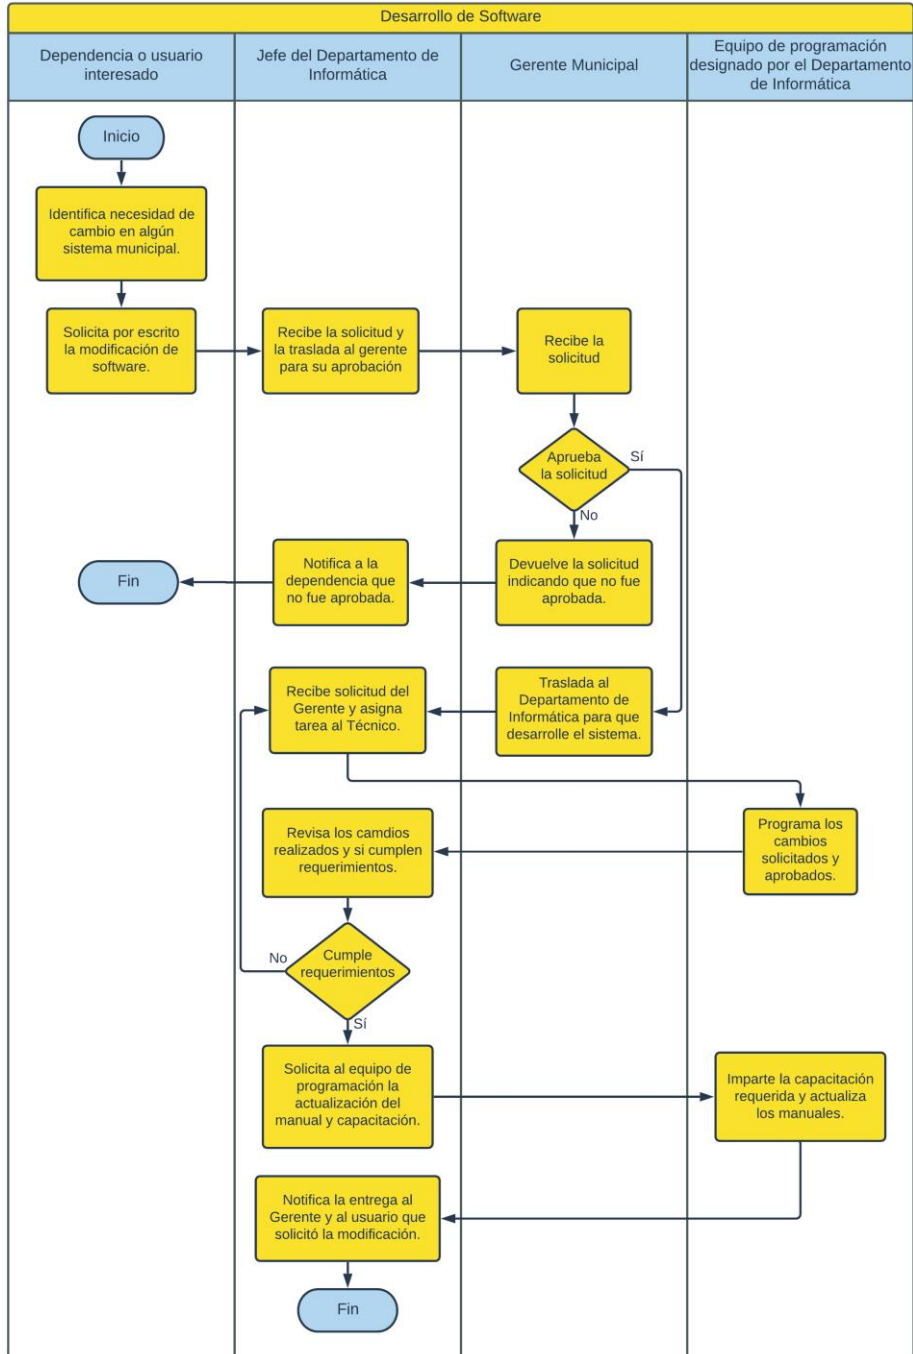 Desarrollo de Software
Dependencia o usuario
interesado
Jefe del Departamento de
Informática
Gerente Municipal
Equipo de programación
designado por el Departamento
de Informática
Inicio
Identifica necesidad de
cambio en algún
sistema municipal.
Solicita por escrito
la modificación de
software.
Recibe la solicitud y
la traslada al gerente
para su aprobación
Recibe la
solicitud
Aprueba
la solicitud
Sí
No
Devuelve la solicitud
indicando que no fue
aprobada.
Notifica a la
dependencia que
no fue aprobada.
Fin
Traslada al
Departamento de
Informática para que
desarrolle el sistema.
Recibe solicitud del
Gerente y asigna
tarea al Técnico.
Programa los
cambios
solicitados y
aprobados.
Revisa los camdios
realizados y si cumplen
requerimientos.
Cumple
requerimientos
No
Sí
Solicita al equipo de
programación la
actualización del
manual y capacitación.
Imparte la capacitación
requerida y actualiza
los manuales.
Notifica la entrega al
Gerente y al usuario que
solicitó la modificación.
Fin